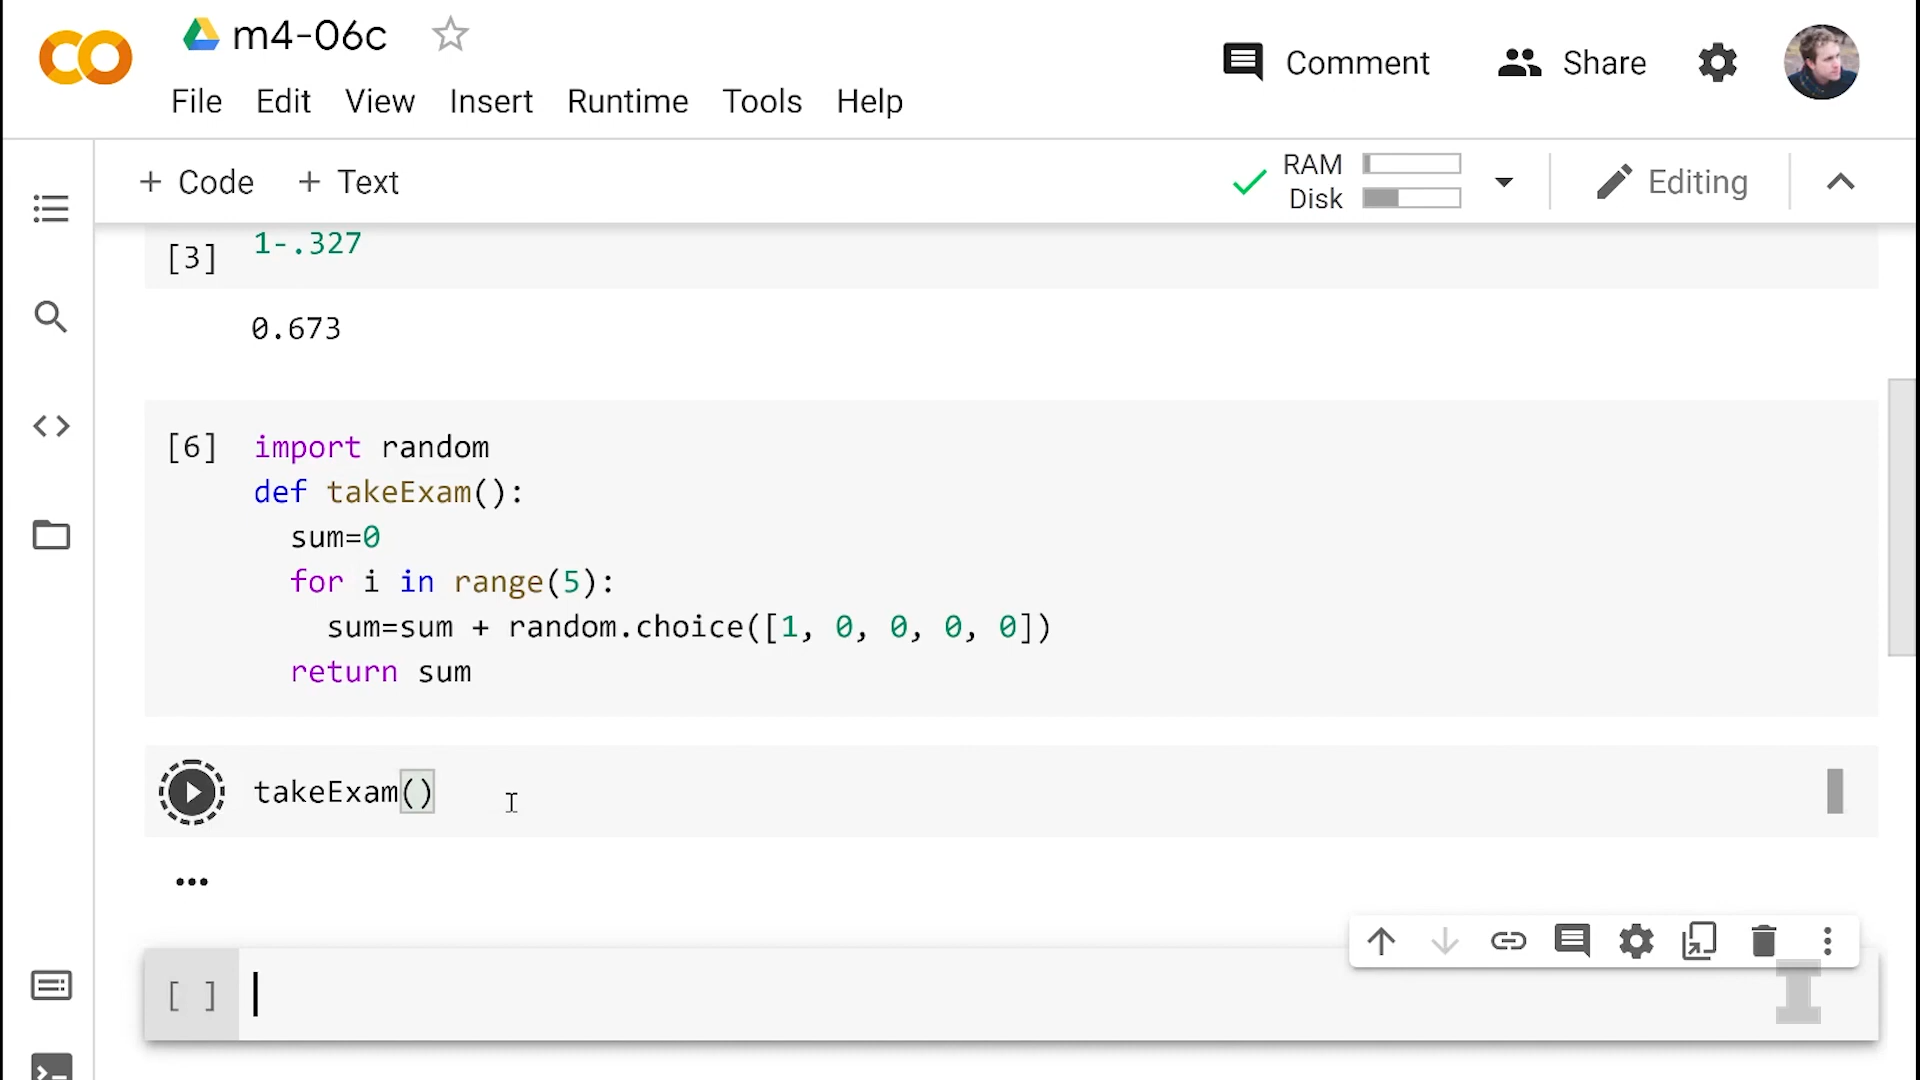 m4-06c
Comment Share
File Edit View Insert Runtime Tools Help
+ Code + Text
RAM
Disk
Editing
[3] 1-.327
0.673
[6] import random
def takeExam():
sum=0
for i in range(5):
sum=sum + random.choice([1, 0, 0, 0, 0])
return sum
takeExam()
[ ]